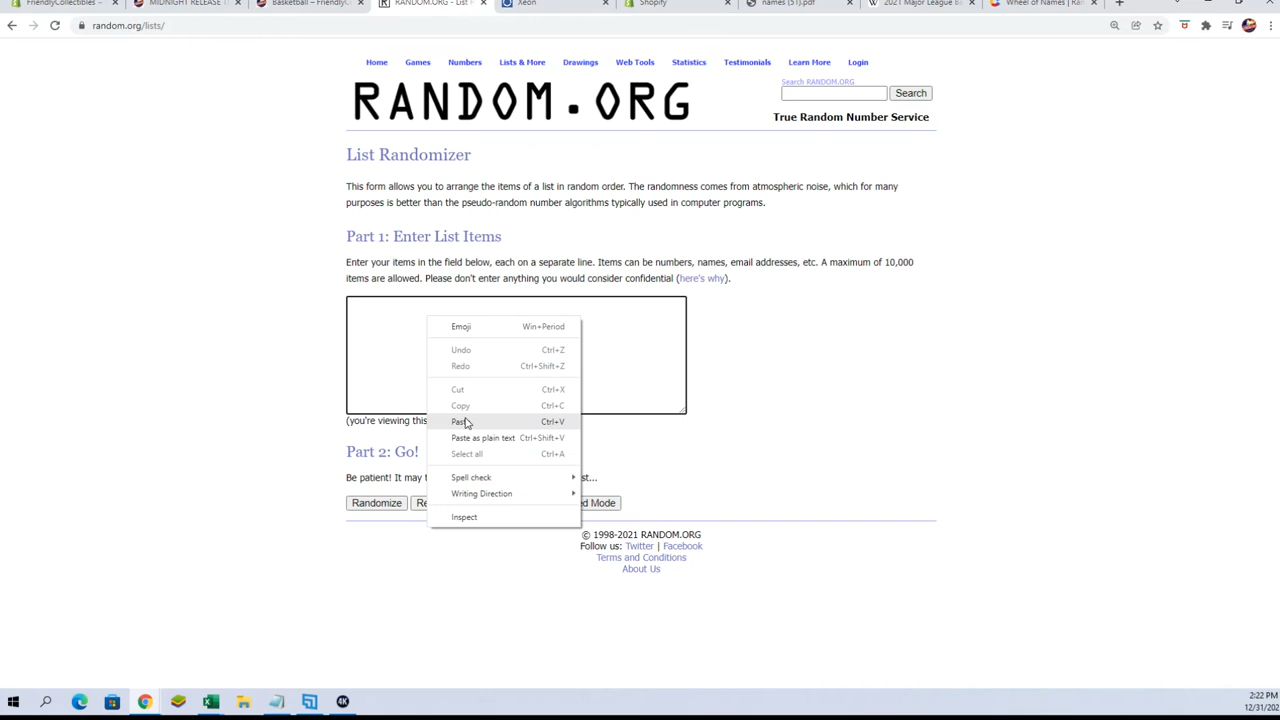 FriendlyCollectibles –
MIDNIGHT RELEASE
Basketball – FriendlyC
RANDOM.ORG - List
Xeon
Shopify
names (51).pdf
2021 Major League Ba
Wheel of Names | Ran
random.org/lists/
Home Games Numbers Lists & More Drawings Web Tools Statistics Testimonials Learn More Login
RANDOM.ORG
Search RANDOM.ORG
Search
True Random Number Service
List Randomizer
This form allows you to arrange the items of a list in random order. The randomness comes from atmospheric noise, which for many
purposes is better than the pseudo-random number algorithms typically used in computer programs.
Part 1: Enter List Items
Enter your items in the field below, each on a separate line. Items can be numbers, names, email addresses, etc. A maximum of 10,000
items are allowed. Please don't enter anything you would consider confidential (here's why).
Emoji Win+Period
Undo Ctrl+Z
Redo Ctrl+Shift+Z
Cut Ctrl+X
Copy Ctrl+C
Paste Ctrl+V
Paste as plain text Ctrl+Shift+V
Select all Ctrl+A
Spell check
Writing Direction
Inspect
(you're viewing this
Part 2: Go!
Be patient! It may t st...
Randomize Re d Mode
© 1998-2021 RANDOM.ORG
Follow us: Twitter | Facebook
Terms and Conditions
About Us
4K
2:22 PM
12/31/202